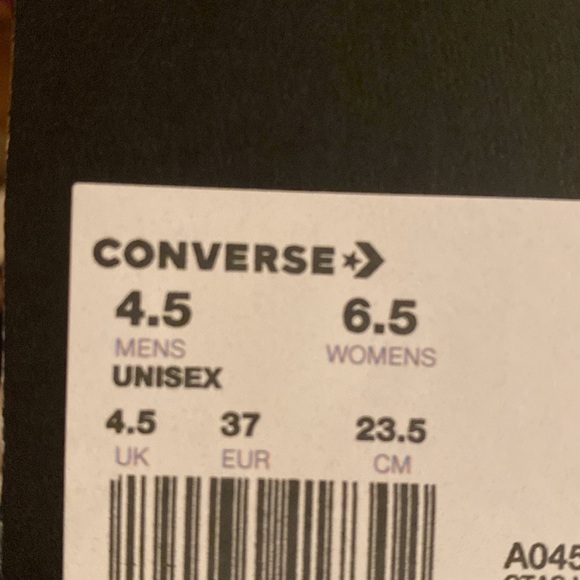 CONVERSE
4.5 6.5
MENS WOMENS
UNISEX
4.5 37 23.5
UK EUR CM
A045